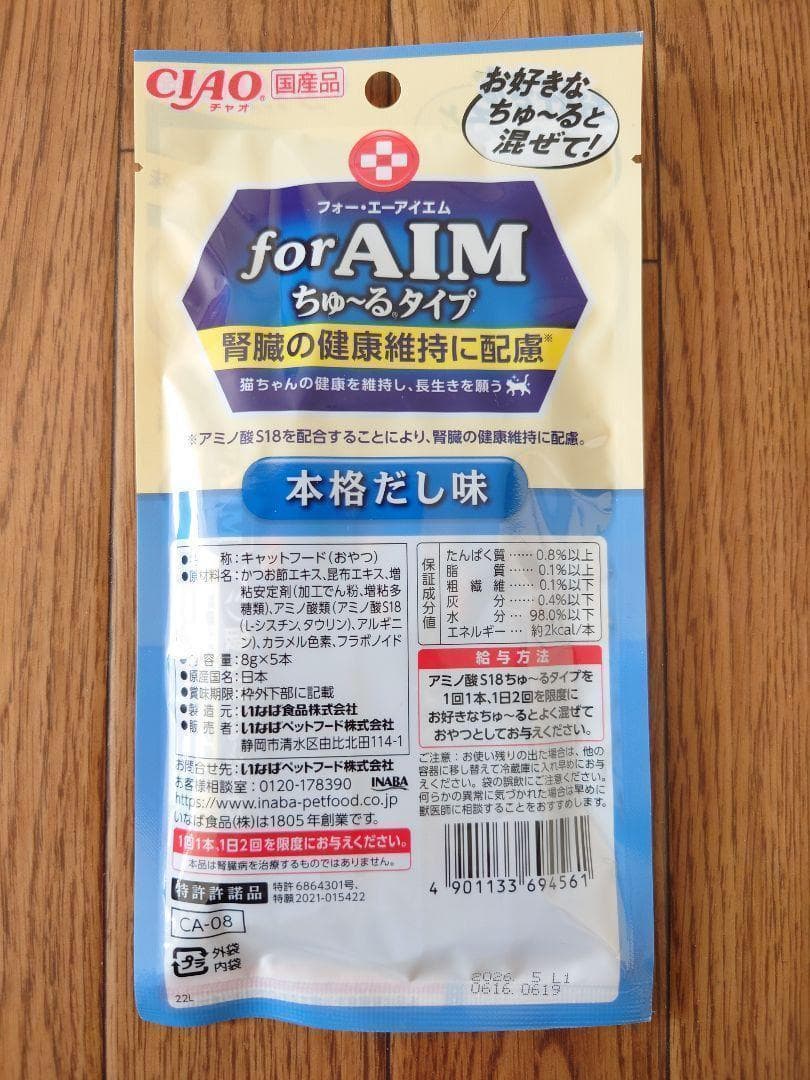 CIAO®
チャオ
国産品
お好きな
ちゅ～ると
混ぜて!
フォー・エーアイエム
for AIM
ちゅ～る®タイプ
腎臓の健康維持に配慮※
猫ちゃんの健康を維持し、長生きを願う
※アミノ酸S18を配合することにより、腎臓の健康維持に配慮。
本格だし味
称：キャットフード（おやつ）
●原材料名：かつお節エキス、昆布エキス、増
粘安定剤（加工でん粉、増粘多
糖類）、アミノ酸類（アミノ酸S18
（L-シスチン、タウリン）、アルギニ
ン）、カラメル色素、フラボノイド
容量：8g×5本
●原産国名：日本
●賞味期限：枠外下部に記載
●製造元：いなば食品株式会社
●販売者：いなばペットフード株式会社
静岡市清水区由比北田114-1
お問合せ先：いなばペットフード株式会社
お客様相談室：0120-178390 INABA
https://www.inaba-petfood.co.jp
いなば食品(株)は1805年創業です。
1回1本、1日2回を限度にお与えください。
本品は腎臓病を治療するものではありません。
特許許諾品 特許6864301号、
特願2021-015422
CA-08
プラ
外袋
内袋
22L
保証成分値
たんぱく質……0.8%以上
脂質……0.1%以上
粗繊維……0.1%以下
灰分……0.4%以下
水分…98.0%以下
エネルギー…約2kcal/本
給与方法
アミノ酸S18ちゅ～るタイプを
1回1本、1日2回を限度に
お好きなちゅ～るとよく混ぜて
おやつとしてお与えください。
ご注意：お使い残りの出た場合は、他の
容器に移し替えて冷蔵庫に入れ早めにお与
えください。袋の誤飲にご注意ください。
何らかの異常に気づかれた場合は早めに
獣医師に相談することをおすすめします。
4 901133 694561
2026. 5 L1
0616.0619